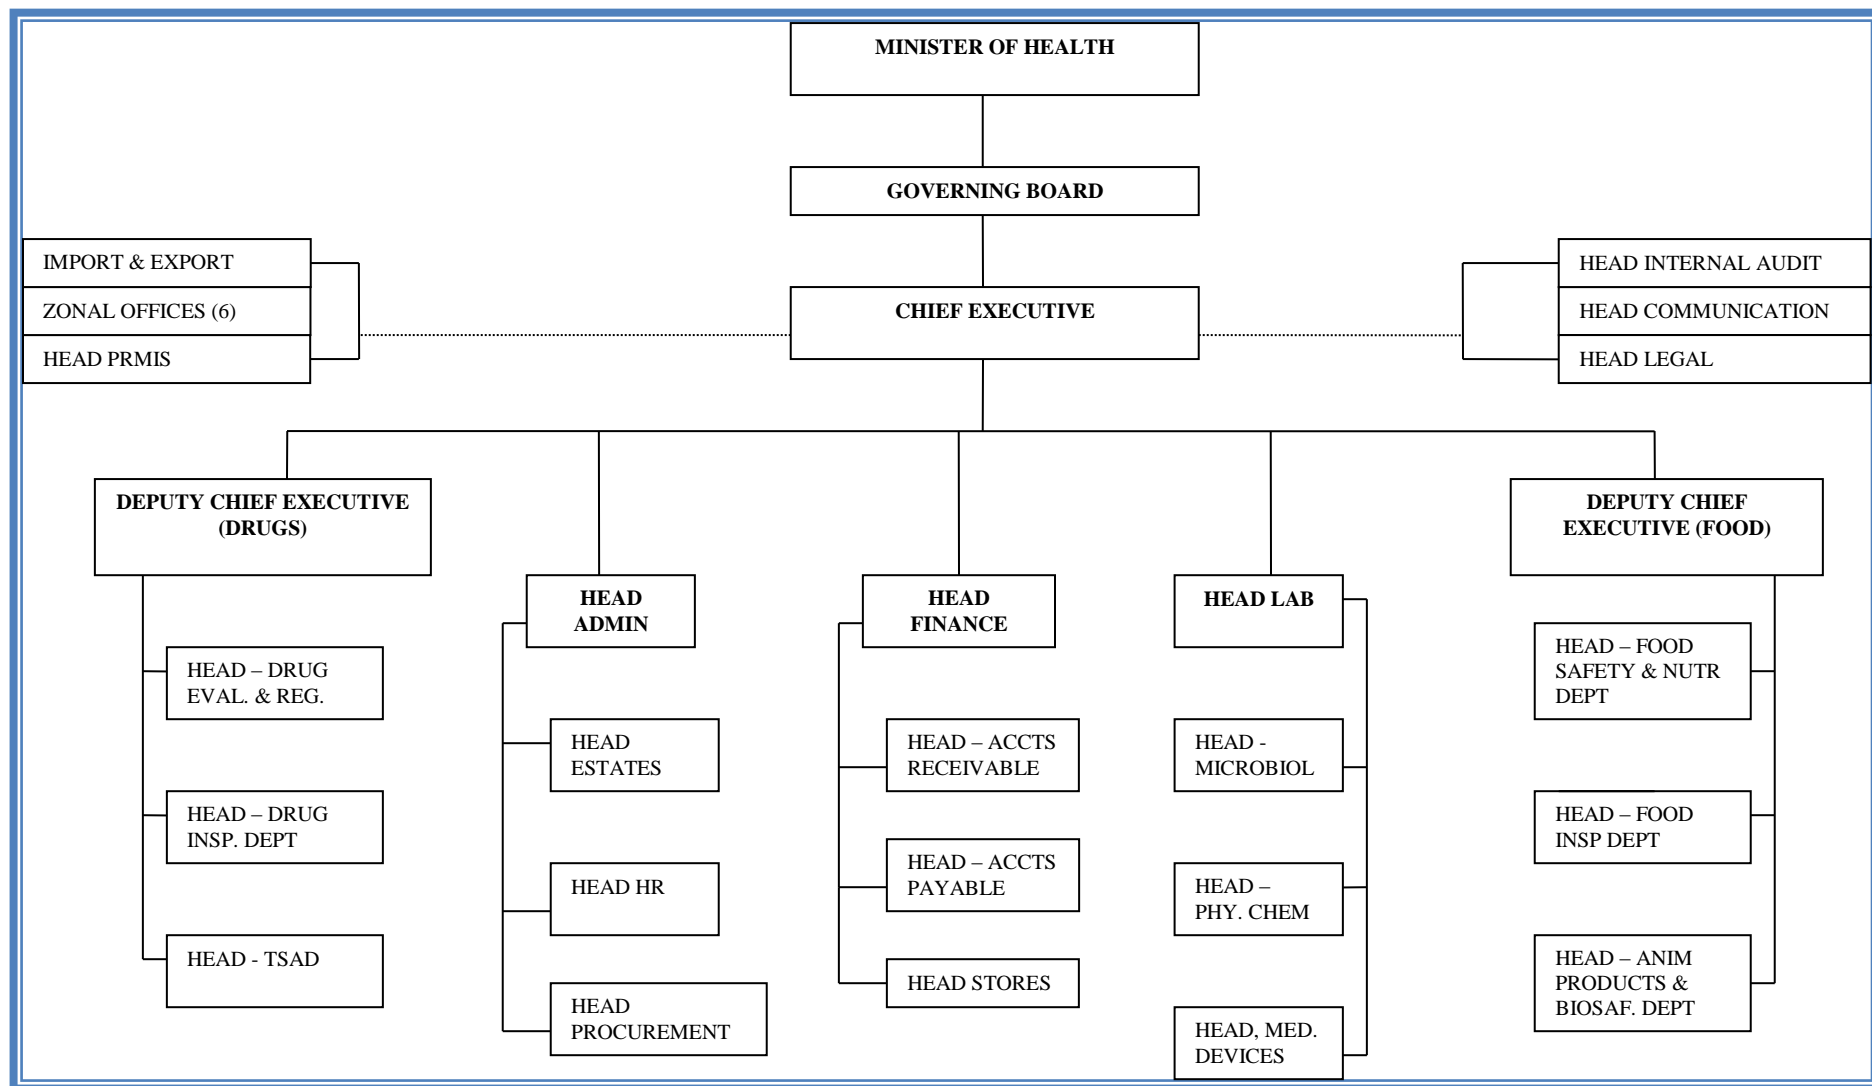 MINISTER OF HEALTH
GOVERNING BOARD
IMPORT & EXPORT
ZONAL OFFICES (6)
HEAD PRMIS
CHIEF EXECUTIVE
HEAD INTERNAL AUDIT
HEAD COMMUNICATION
HEAD LEGAL
DEPUTY CHIEF EXECUTIVE
(DRUGS)
HEAD – DRUG
EVAL. & REG.
HEAD – DRUG
INSP. DEPT
HEAD - TSAD
HEAD
ADMIN
HEAD
ESTATES
HEAD HR
HEAD
PROCUREMENT
HEAD
FINANCE
HEAD – ACCTS
RECEIVABLE
HEAD – ACCTS
PAYABLE
HEAD STORES
HEAD LAB
HEAD -
MICROBIOL
HEAD –
PHY. CHEM
HEAD, MED.
DEVICES
DEPUTY CHIEF
EXECUTIVE (FOOD)
HEAD – FOOD
SAFETY & NUTR
DEPT
HEAD – FOOD
INSP DEPT
HEAD – ANIM
PRODUCTS &
BIOSAF. DEPT